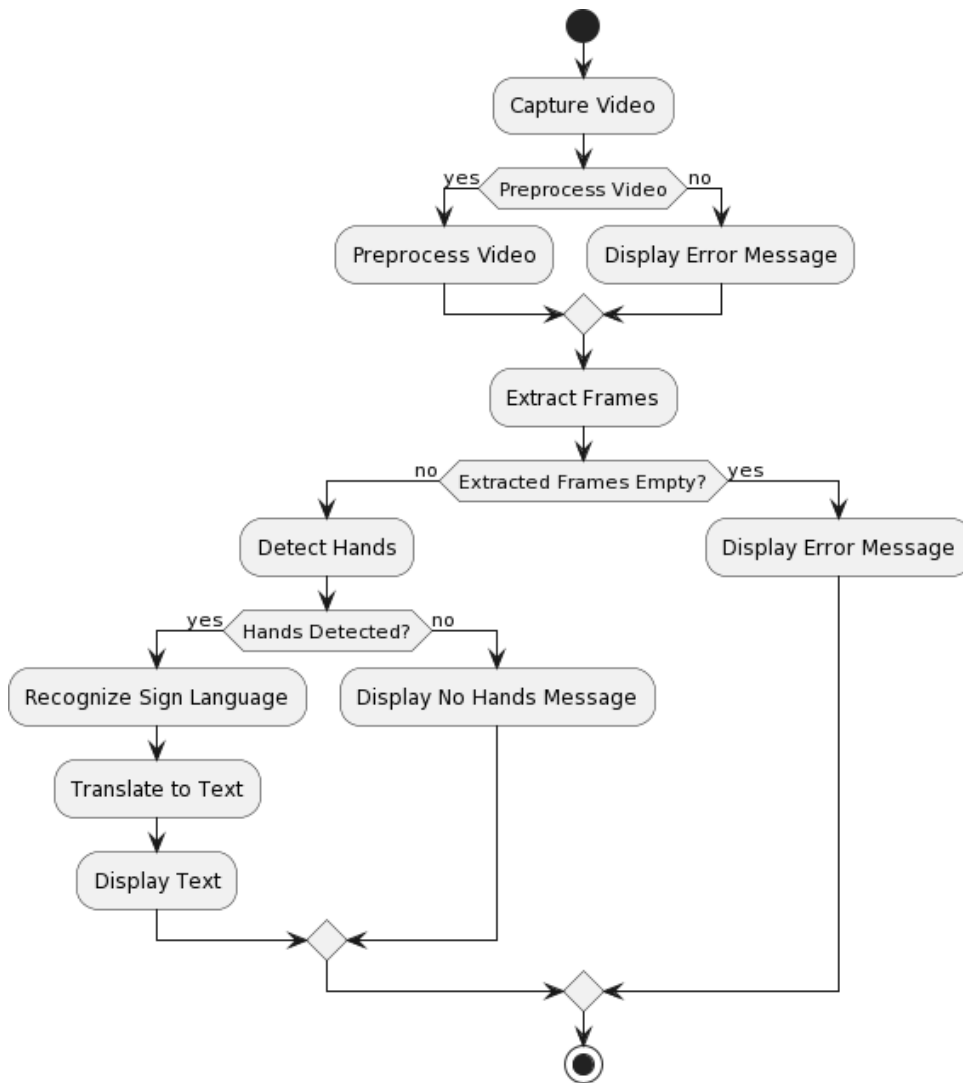 Capture Video
yes
Preprocess Video
no
Preprocess Video
Display Error Message
Extract Frames
no
Extracted Frames Empty?
yes
Detect Hands
Display Error Message
yes
Hands Detected?
no
Recognize Sign Language
Display No Hands Message
Translate to Text
Display Text